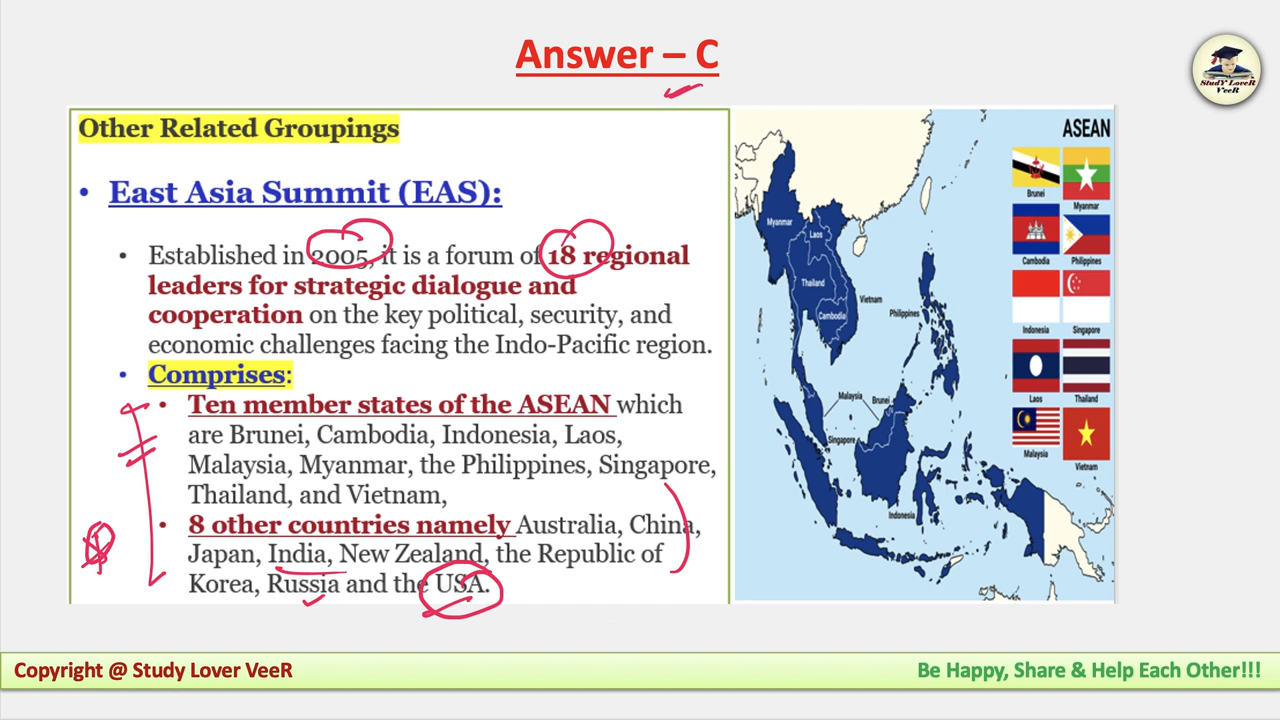 Answer – C
StudY LoveR
VeeR
Other Related Groupings
• East Asia Summit (EAS):
• Established in 2005, it is a forum of 18 regional
leaders for strategic dialogue and
cooperation on the key political, security, and
economic challenges facing the Indo-Pacific region.
• Comprises:
• Ten member states of the ASEAN which
are Brunei, Cambodia, Indonesia, Laos,
Malaysia, Myanmar, the Philippines, Singapore,
Thailand, and Vietnam,
• 8 other countries namely Australia, China,
Japan, India, New Zealand, the Republic of
Korea, Russia and the USA.
ASEAN
Brunei
Myanmar
Cambodia
Philippines
Indonesia
Singapore
Laos
Thailand
Malaysia
Vietnam
Myanmar
Laos
Thailand
Vietnam
Cambodia
Philippines
Malaysia
Brunei
Singapore
Indonesia
Copyright @ Study Lover VeeR
Be Happy, Share & Help Each Other!!!